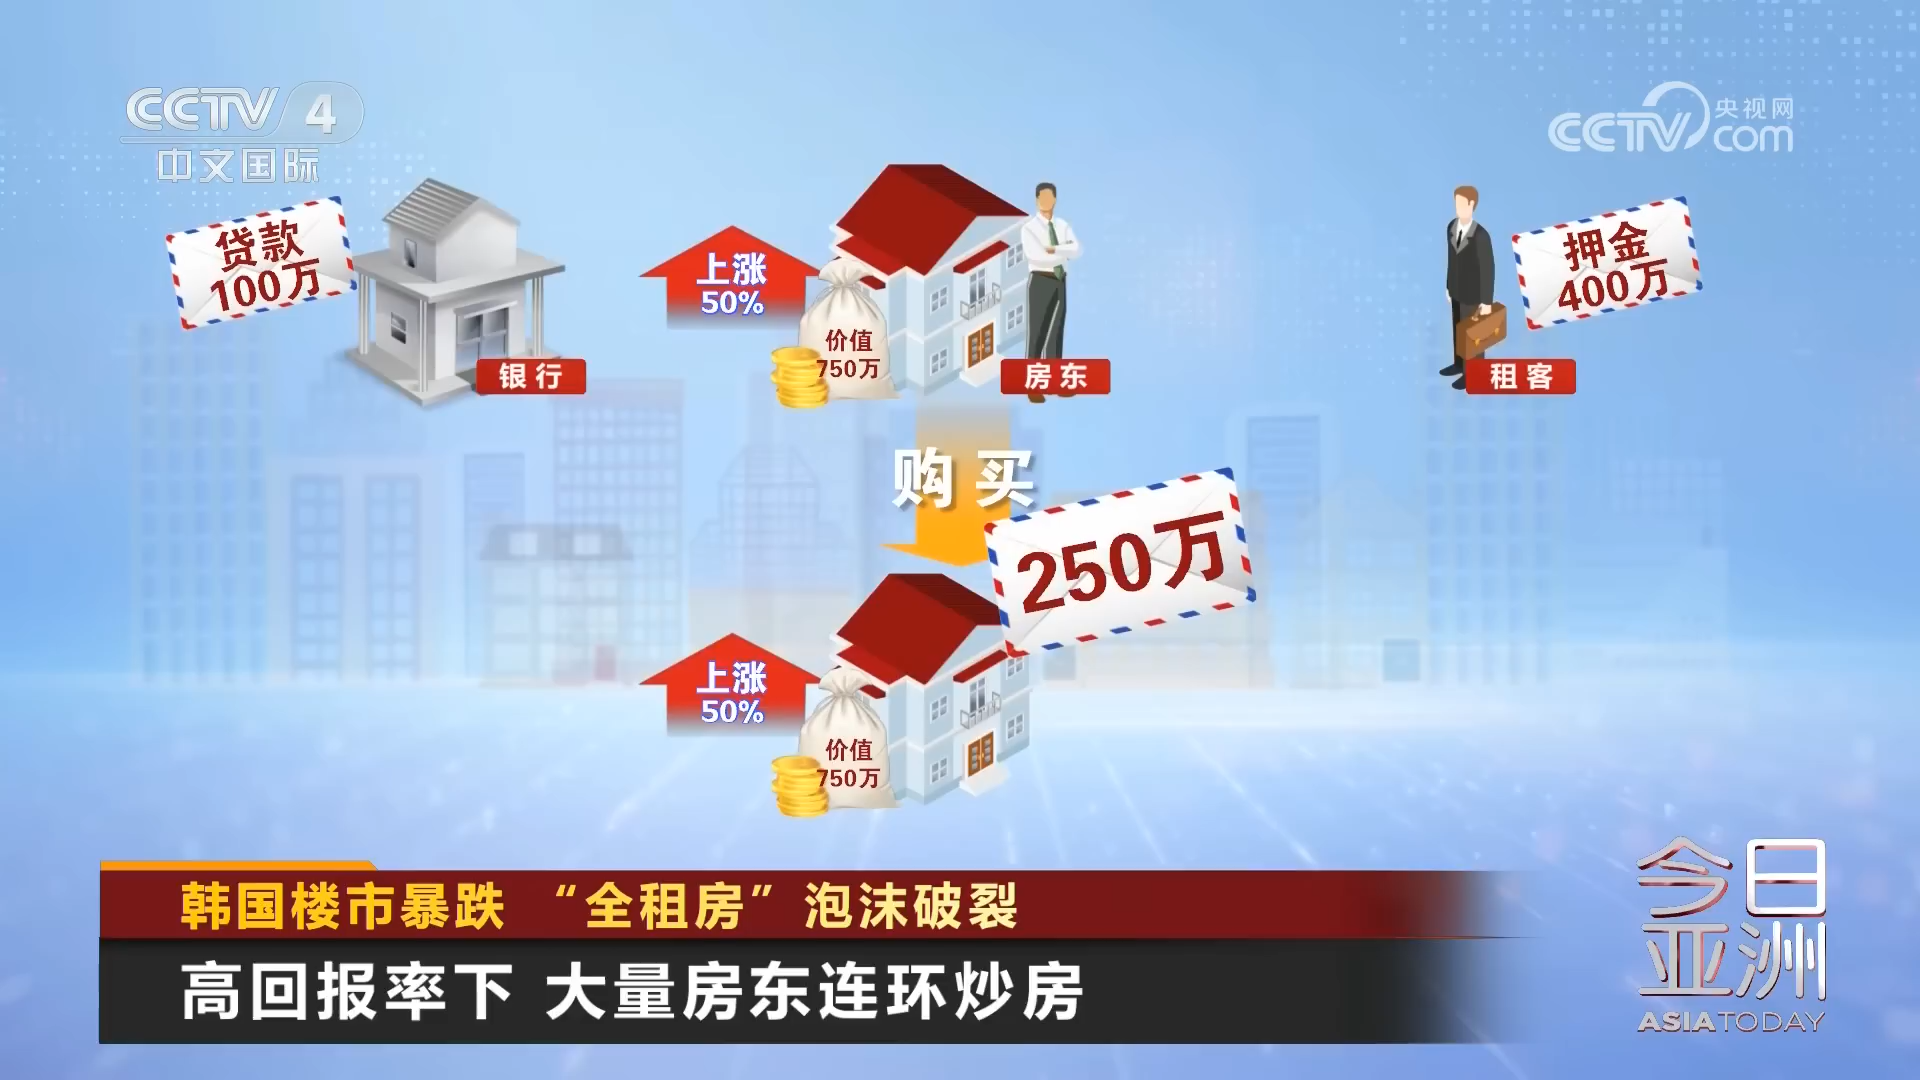 CCTV 4
中文国际
央视网
CCTV.com
贷款
100万
银行
上涨
50%
价值
750万
房东
押金
400万
租客
购买
250万
上涨
50%
价值
750万
韩国楼市暴跌 “全租房”泡沫破裂
高回报率下 大量房东连环炒房
今日
亚洲
ASIA TODAY